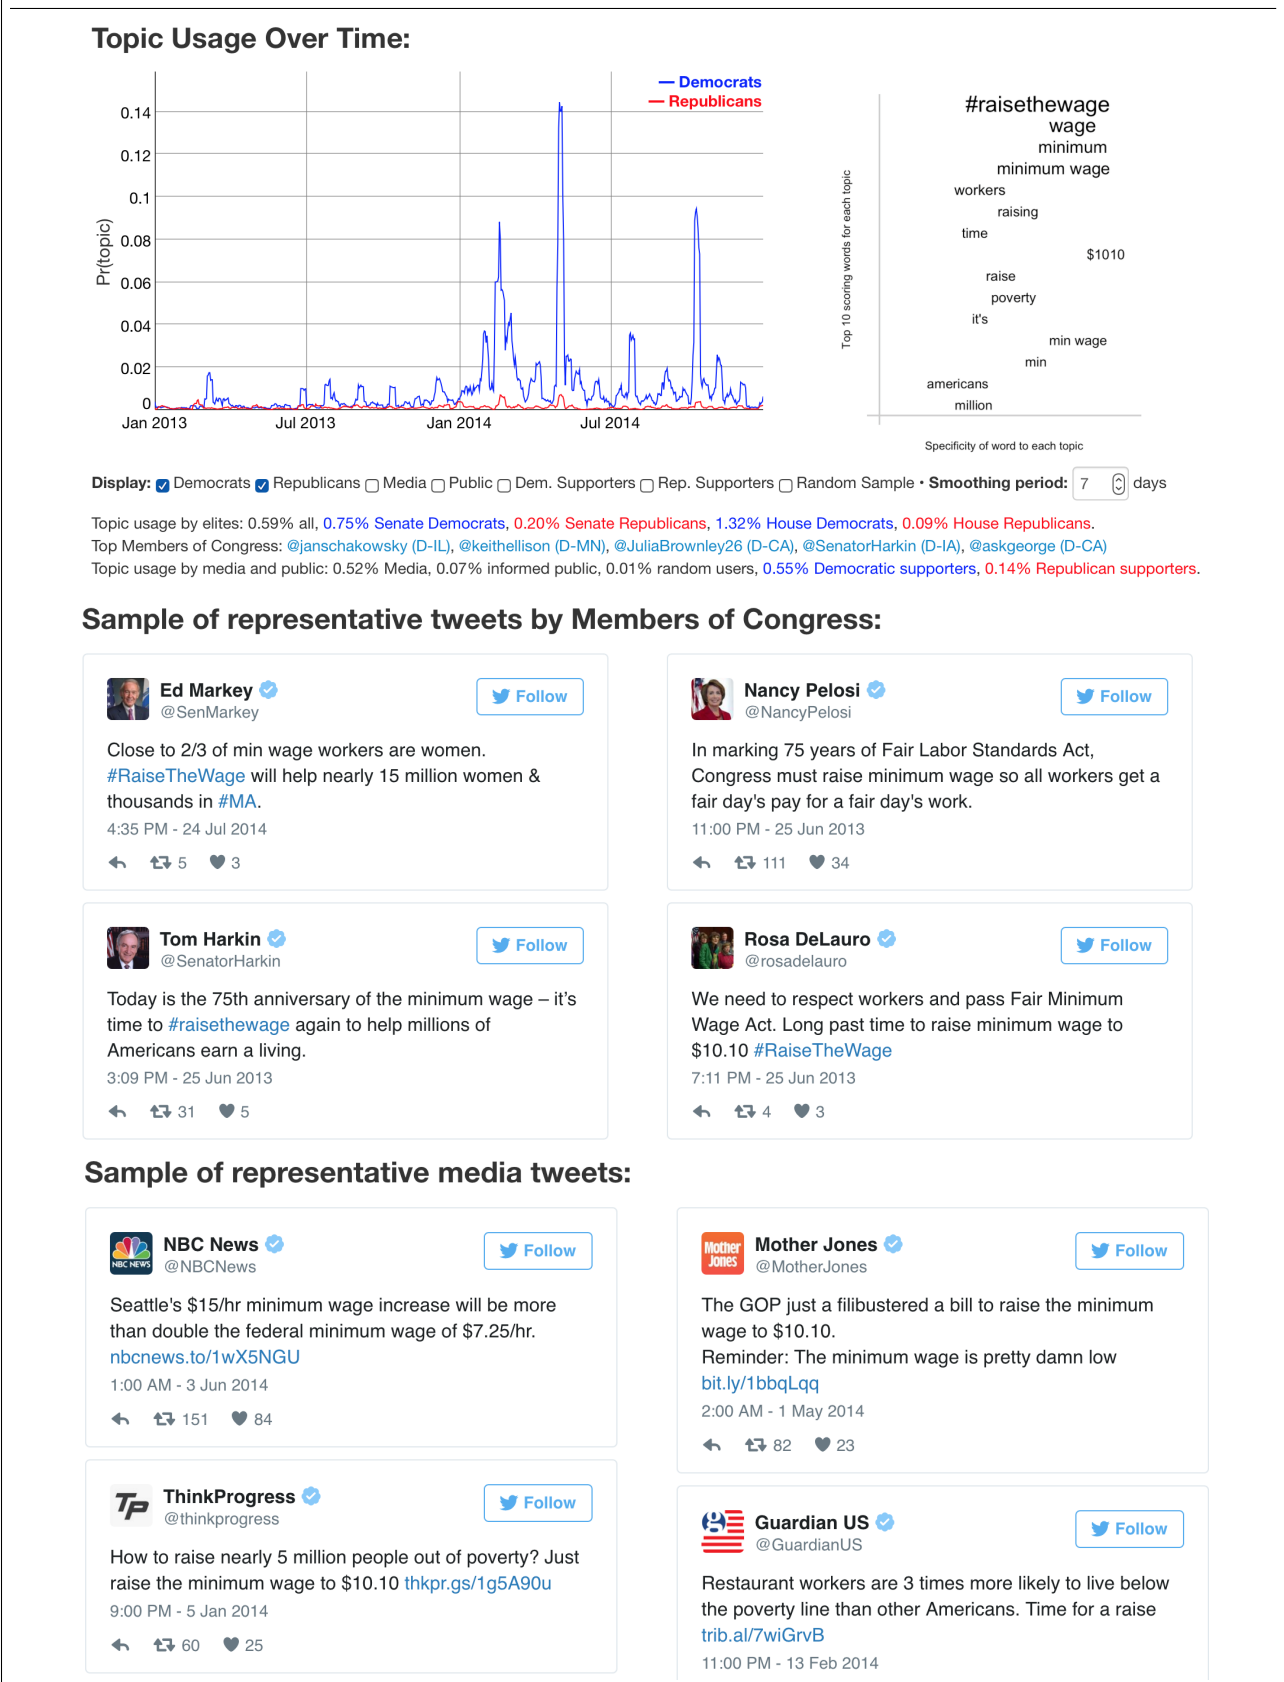 Topic Usage Over Time:
Democrats
Republicans
Pr(topic)
0.14
0.12
0.1
0.08
0.06
0.04
0.02
0
Jan 2013
Jul 2013
Jan 2014
Jul 2014
Top 10 scoring words for each topic
#raisethewage
wage
minimum
minimum wage
workers
raising
time
$1010
raise
poverty
it's
min wage
min
americans
million
Specificity of word to each topic
Display: Democrats Republicans Media Public Dem. Supporters Rep. Supporters Random Sample • Smoothing period: 7 days
Topic usage by elites: 0.59% all, 0.75% Senate Democrats, 0.20% Senate Republicans, 1.32% House Democrats, 0.09% House Republicans.
Top Members of Congress: @janschakowsky (D-IL), @keithellison (D-MN), @JuliaBrownley26 (D-CA), @SenatorHarkin (D-IA), @askgeorge (D-CA)
Topic usage by media and public: 0.52% Media, 0.07% informed public, 0.01% random users, 0.55% Democratic supporters, 0.14% Republican supporters.
Sample of representative tweets by Members of Congress:
Ed Markey
@SenMarkey
Follow
Close to 2/3 of min wage workers are women.
#RaiseTheWage will help nearly 15 million women &
thousands in #MA.
4:35 PM - 24 Jul 2014
5 3
Nancy Pelosi
@NancyPelosi
Follow
In marking 75 years of Fair Labor Standards Act,
Congress must raise minimum wage so all workers get a
fair day's pay for a fair day's work.
11:00 PM - 25 Jun 2013
111 34
Tom Harkin
@SenatorHarkin
Follow
Today is the 75th anniversary of the minimum wage – it’s
time to #raisethewage again to help millions of
Americans earn a living.
3:09 PM - 25 Jun 2013
31 5
Rosa DeLauro
@rosadelauro
Follow
We need to respect workers and pass Fair Minimum
Wage Act. Long past time to raise minimum wage to
$10.10 #RaiseTheWage
7:11 PM - 25 Jun 2013
4 3
Sample of representative media tweets:
NBC NEWS
NBC News
@NBCNews
Follow
Seattle's $15/hr minimum wage increase will be more
than double the federal minimum wage of $7.25/hr.
nbcnews.to/1wX5NGU
1:00 AM - 3 Jun 2014
151 84
Mother
Jones
Mother Jones
@MotherJones
Follow
The GOP just a filibustered a bill to raise the minimum
wage to $10.10.
Reminder: The minimum wage is pretty damn low
bit.ly/1bbqLqq
2:00 AM - 1 May 2014
82 23
TP
ThinkProgress
@thinkprogress
Follow
How to raise nearly 5 million people out of poverty? Just
raise the minimum wage to $10.10 thkpr.gs/1g5A90u
9:00 PM - 5 Jan 2014
60 25
g
Guardian US
@GuardianUS
Follow
Restaurant workers are 3 times more likely to live below
the poverty line than other Americans. Time for a raise
trib.al/7wiGrvB
11:00 PM - 13 Feb 2014